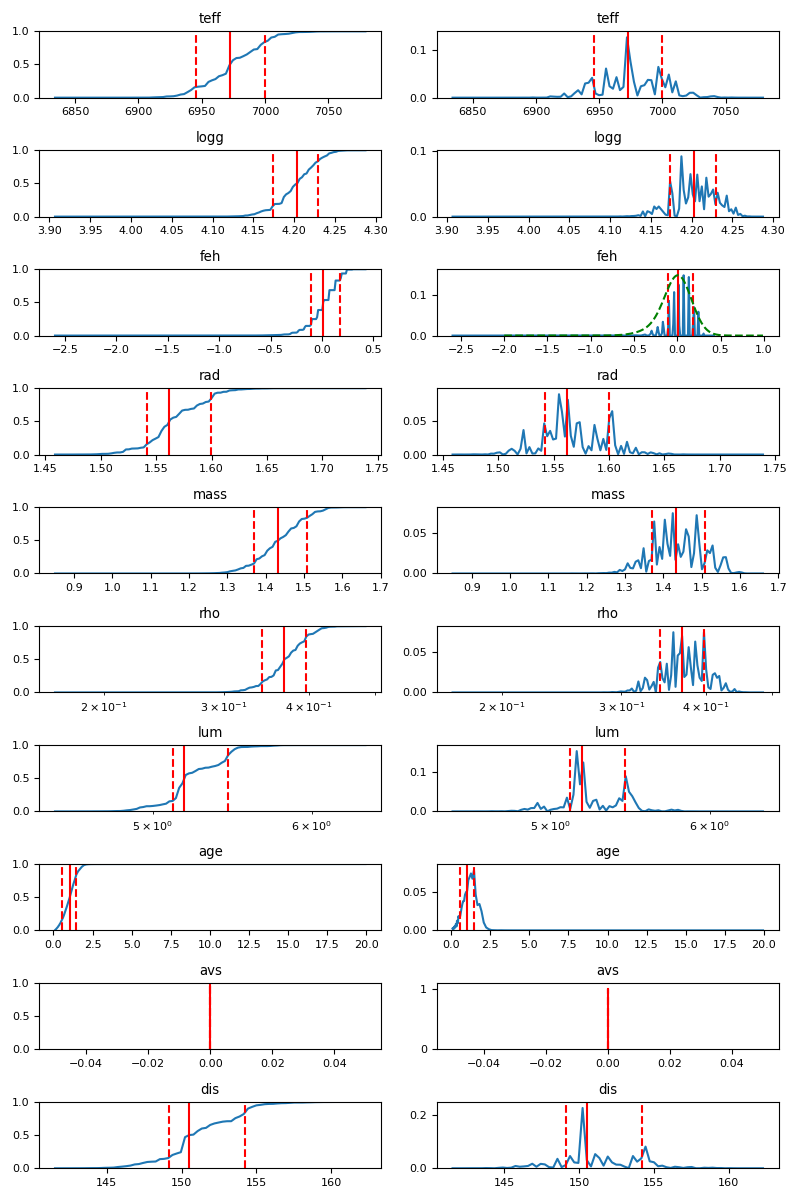 teff teff
1.0 0.5 0.0 0.1 0.0
6850 6900 6950 7000 7050 6850 6900 6950 7000 7050
logg logg
1.0 0.5 0.0 0.1 0.0
3.90 3.95 4.00 4.05 4.10 4.15 4.20 4.25 4.30 3.90 3.95 4.00 4.05 4.10 4.15 4.20 4.25 4.30
feh feh
1.0 0.5 0.0 0.1 0.0
−2.5 −2.0 −1.5 −1.0 −0.5 0.0 0.5 −2.5 −2.0 −1.5 −1.0 −0.5 0.0 0.5 1.0
rad rad
1.0 0.5 0.0 0.05 0.00
1.45 1.50 1.55 1.60 1.65 1.70 1.75 1.45 1.50 1.55 1.60 1.65 1.70 1.75
mass mass
1.0 0.5 0.0 0.05 0.00
0.9 1.0 1.1 1.2 1.3 1.4 1.5 1.6 1.7 0.9 1.0 1.1 1.2 1.3 1.4 1.5 1.6 1.7
rho rho
1.0 0.5 0.0 0.05 0.00
2 × 10⁻¹ 3 × 10⁻¹ 4 × 10⁻¹ 2 × 10⁻¹ 3 × 10⁻¹ 4 × 10⁻¹
lum lum
1.0 0.5 0.0 0.1 0.0
5 × 10⁰ 6 × 10⁰ 5 × 10⁰ 6 × 10⁰
age age
1.0 0.5 0.0 0.05 0.00
0.0 2.5 5.0 7.5 10.0 12.5 15.0 17.5 20.0 0.0 2.5 5.0 7.5 10.0 12.5 15.0 17.5 20.0
avs avs
1.0 0.5 0.0 1 0
−0.04 −0.02 0.00 0.02 0.04 −0.04 −0.02 0.00 0.02 0.04
dis dis
1.0 0.5 0.0 0.2 0.0
145 150 155 160 145 150 155 160